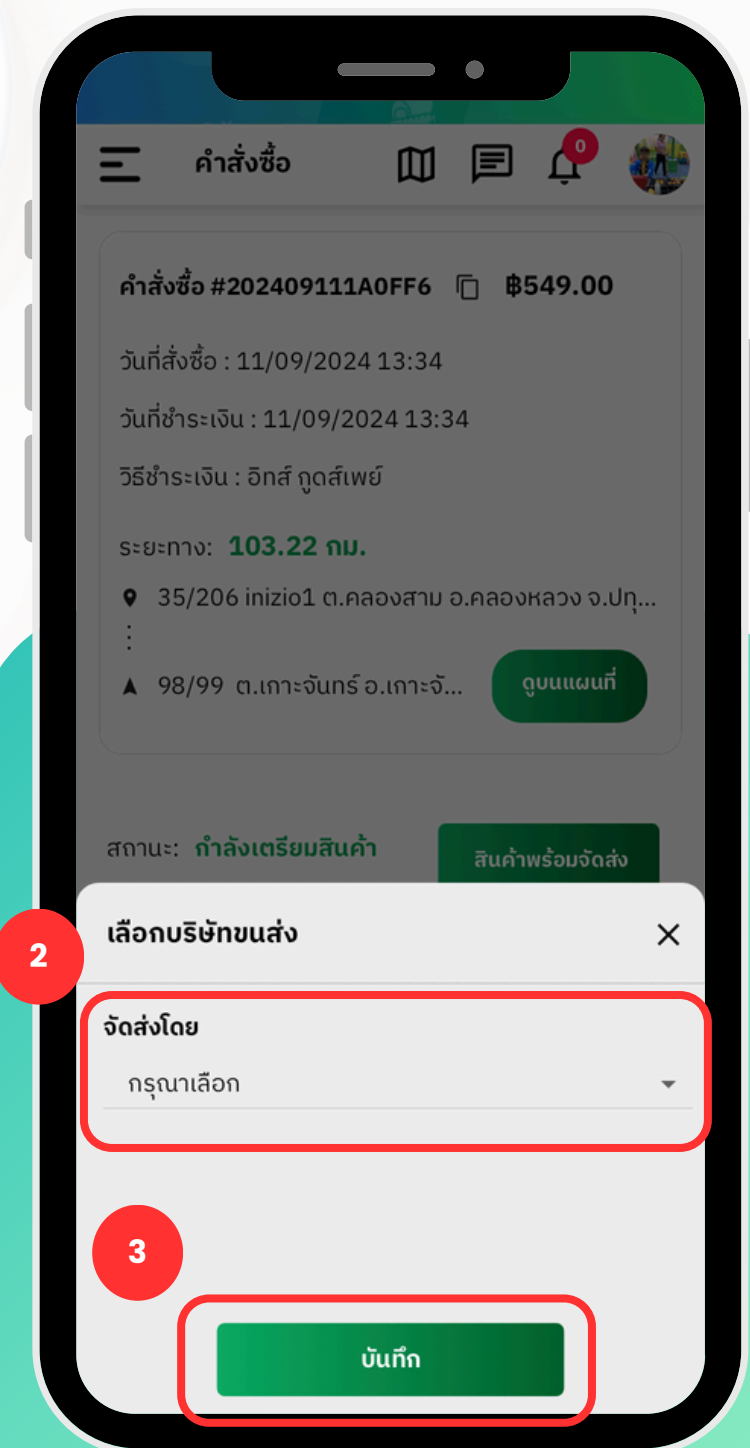 คำสั่งซื้อ
0
คำสั่งซื้อ #202409111A0FF6 ฿549.00
วันที่สั่งซื้อ : 11/09/2024 13:34
วันที่ชำระเงิน : 11/09/2024 13:34
วิธีชำระเงิน : อิทส์ กูดส์เพย์
ระยะทาง: 103.22 กม.
35/206 inizio1 ต.คลองสาม อ.คลองหลวง จ.ปทุ...
98/99 ต.เกาะจันทร์ อ.เกาะจั...
ดูบนแผนที่
สถานะ: กำลังเตรียมสินค้า
สินค้าพร้อมจัดส่ง
2
เลือกบริษัทขนส่ง
จัดส่งโดย
กรุณาเลือก
3
บันทึก